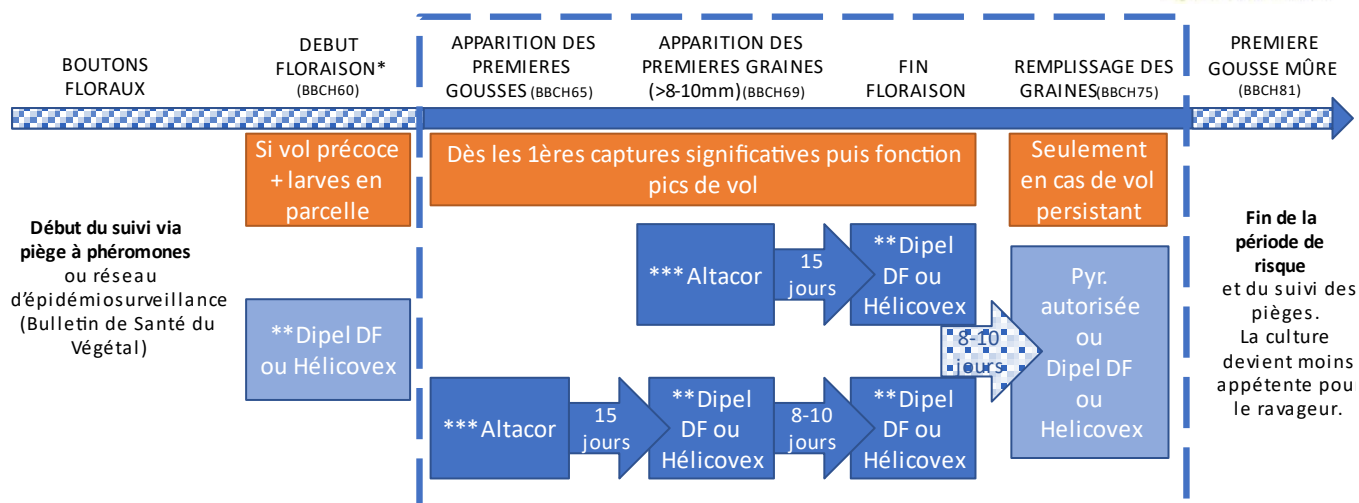 BOUTONS
FLORAUX
DEBUT
FLORAISON*
(BBCH60)
APPARITION DES
PREMIERES
GOUSSES (BBCH65)
APPARITION DES
PREMIERES GRAINES
(>8-10mm) (BBCH69)
FIN
FLORAISON
REMPLISSAGE DES
GRAINES(BBCH75)
PREMIERE
GOUSSE MÛRE
(BBCH81)
Si vol précoce
+ larves en
parcelle
Dès les 1ères captures significatives puis fonction
pics de vol
Seulement
en cas de vol
persistant
Début du suivi via
piège à phéromones
ou réseau
d'épidémiosurveillance
(Bulletin de Santé du
Végétal)
**Dipel DF
ou Hélicovex
***Altacor
15
jours
**Dipel
DF ou
Hélicovex
8-10
jours
***Altacor
15
jours
**Dipel
DF ou
Hélicovex
8-10
jours
**Dipel
DF ou
Hélicovex
Pyr.
autorisée
ou
Dipel DF
ou
Helicovex
Fin de la
période de
risque
et du suivi des
pièges.
La culture
devient moins
appétente pou
le ravageur.